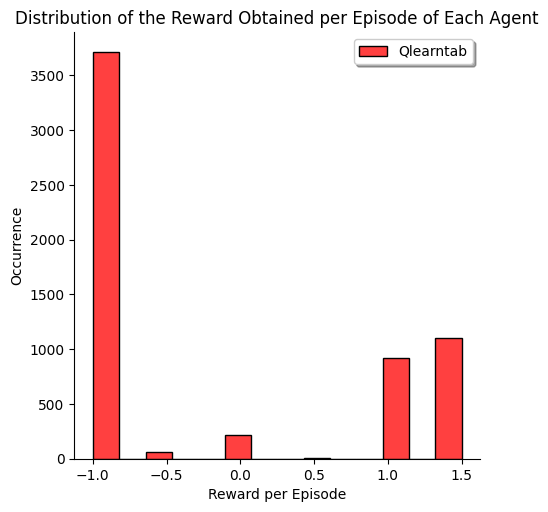 Distribution of the Reward Obtained per Episode of Each Agent
Qlearntab
3500
3000
2500
2000
1500
1000
500
0
Occurrence
−1.0 −0.5 0.0 0.5 1.0 1.5
Reward per Episode